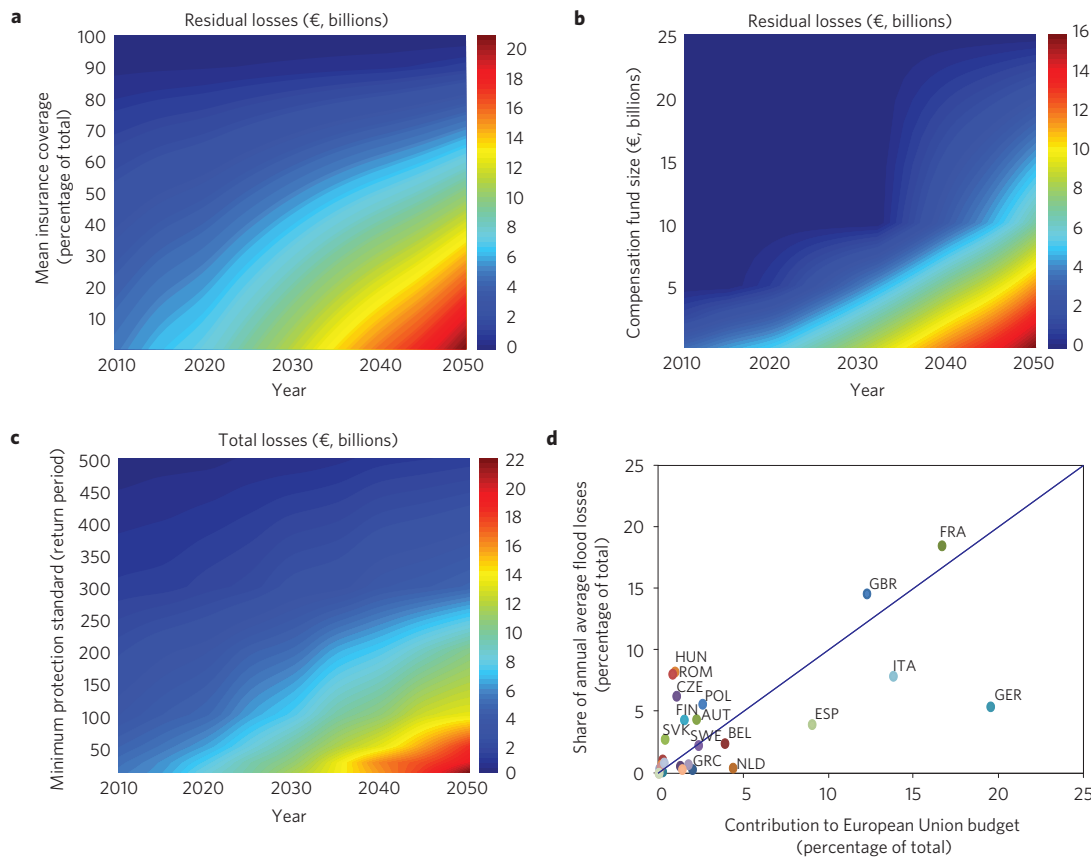 a
Residual losses (€, billions)
Mean insurance coverage
(percentage of total)
100
90
80
70
60
50
40
30
20
10
2010
2020
2030
2040
2050
Year
20
18
16
14
12
10
8
6
4
2
0
b
Residual losses (€, billions)
Compensation fund size (€, billions)
25
20
15
10
5
2010
2020
2030
2040
2050
Year
16
14
12
10
8
6
4
2
0
c
Total losses (€, billions)
Minimum protection standard (return period)
500
450
400
350
300
250
200
150
100
50
2010
2020
2030
2040
2050
Year
22
20
18
16
14
12
10
8
6
4
2
0
d
Share of annual average flood losses
(percentage of total)
25
20
15
10
5
0
FRA
GBR
HUN
ROM
ITA
CZE
POL
GER
FIN
AUT
ESP
SVK
SWE
BEL
GRC
NLD
0
5
10
15
20
25
Contribution to European Union budget
(percentage of total)